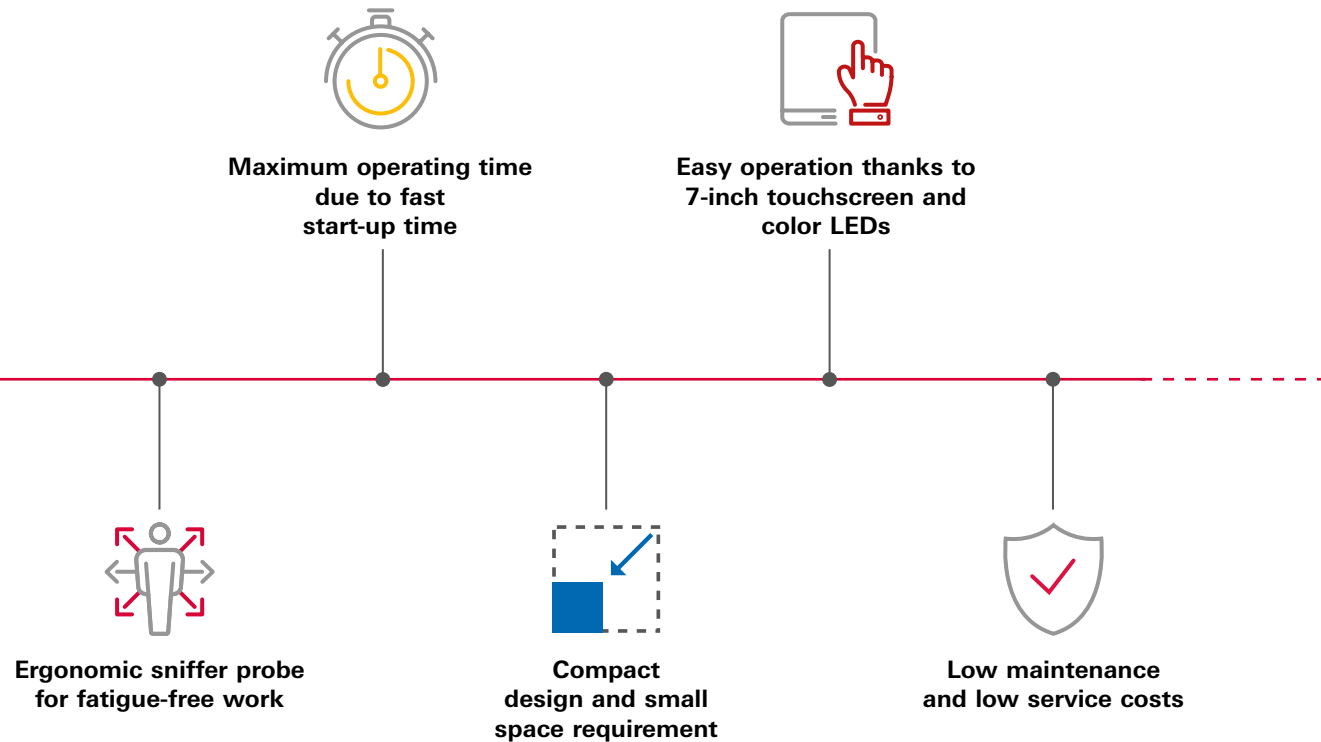 Maximum operating time
due to fast
start-up time
Easy operation thanks to
7-inch touchscreen and
color LEDs
Ergonomic sniffer probe
for fatigue-free work
Compact
design and small
space requirement
Low maintenance
and low service costs